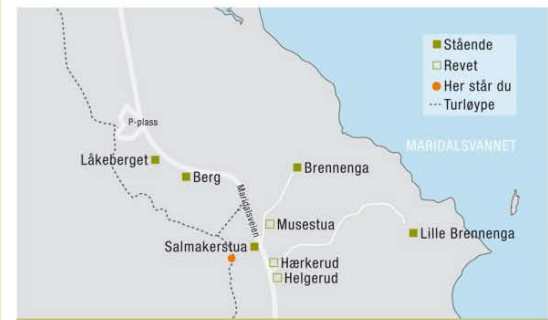 Stående
Revet
Her står du
Turløype
P-plass
MARIDALSVANNET
Låkeberget
Berg
Brennenga
Maridalsveien
Musestua
Lille Brennenga
Salmakerstua
Hærkerud
Helgerud